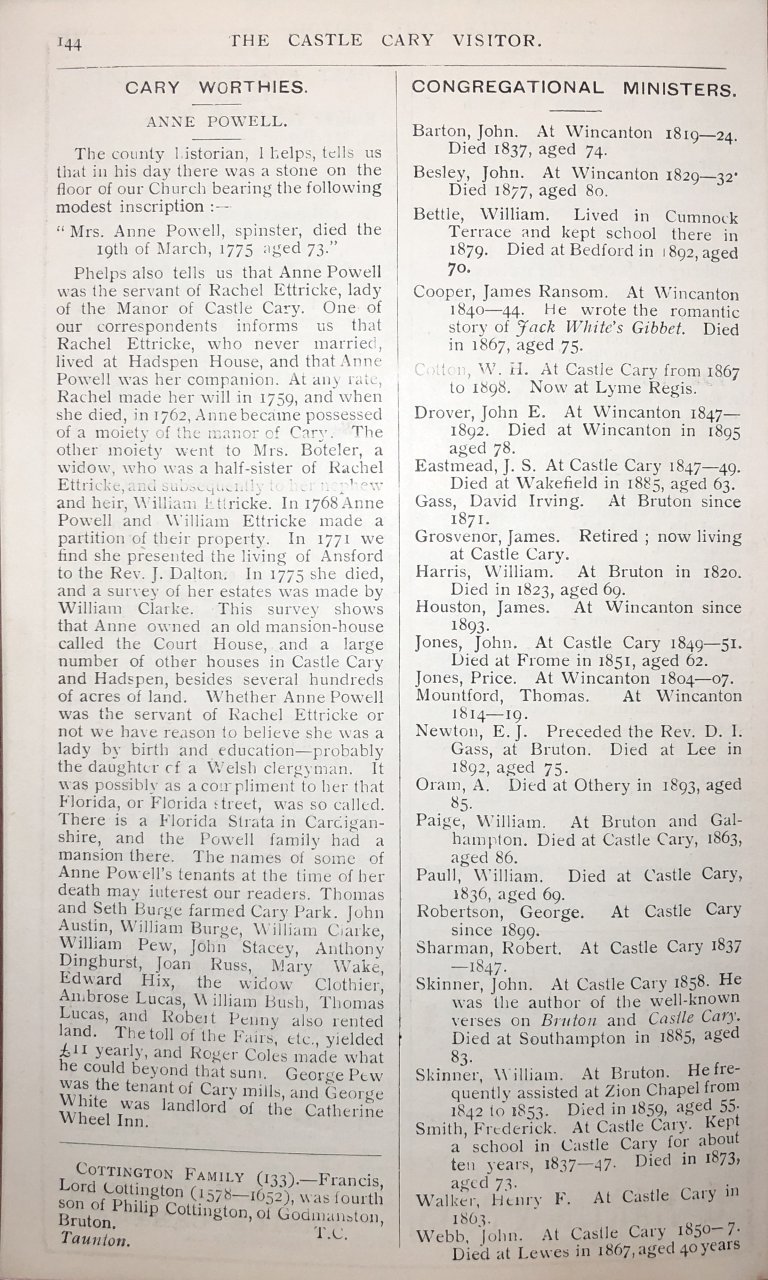 144
THE CASTLE CARY VISITOR.
CARY WORTHIES.
ANNE POWELL.
The county Listorian, Phelps, tells us
that in his day there was a stone on the
floor of our Church bearing the following
modest inscription :—
“ Mrs. Anne Powell, spinster, died the
19th of March, 1775 aged 73.”
Phelps also tells us that Anne Powell
was the servant of Rachel Ettricke, lady
of the Manor of Castle Cary. One of
our correspondents informs us that
Rachel Ettricke, who never married,
lived at Hadspen House, and that Anne
Powell was her companion. At any rate,
Rachel made her will in 1759, and when
she died, in 1762, Anne became possessed
of a moiety of the manor of Cary. The
other moiety went to Mrs. Boteler, a
widow, who was a half-sister of Rachel
Ettricke, and subsequently to her nephew
and heir, William Ettricke. In 1768 Anne
Powell and William Ettricke made a
partition of their property. In 1771 we
find she presented the living of Ansford
to the Rev. J. Dalton. In 1775 she died,
and a survey of her estates was made by
William Clarke. This survey shows
that Anne owned an old mansion-house
called the Court House, and a large
number of other houses in Castle Cary
and Hadspen, besides several hundreds
of acres of land. Whether Anne Powell
was the servant of Rachel Ettricke or
not we have reason to believe she was a
lady by birth and education—probably
the daughter of a Welsh clergyman. It
was possibly as a compliment to her that
Florida, or Florida street, was so called.
There is a Florida Strata in Cardigan-
shire, and the Powell family had a
mansion there. The names of some of
Anne Powell's tenants at the time of her
death may interest our readers. Thomas
and Seth Burge farmed Cary Park. John
Austin, William Burge, William Clarke,
William Pew, John Stacey, Anthony
Dinghurst, Joan Russ, Mary Wake,
Edward Hix, the widow Clothier,
Ambrose Lucas, William Bush, Thomas
Lucas, and Robert Penny also rented
land. The toll of the Fairs, etc., yielded
£11 yearly, and Roger Coles made what
he could beyond that sum. George Pew
was the tenant of Cary mills, and George
White was landlord of the Catherine
Wheel Inn.
COTTINGTON FAMILY (133).—Francis,
Lord Cottington (1578—1652), was fourth
son of Philip Cottington, of Godmanston,
Bruton.
T.C.
Taunton.
CONGREGATIONAL MINISTERS.
Barton, John. At Wincanton 1819—24.
Died 1837, aged 74.
Besley, John. At Wincanton 1829—32·
Died 1877, aged 80.
Bettle, William. Lived in Cumnock
Terrace and kept school there in
1879. Died at Bedford in 1892, aged
70.
Cooper, James Ransom. At Wincanton
1840—44. He wrote the romantic
story of Jack White's Gibbet. Died
in 1867, aged 75.
Cotton, W. H. At Castle Cary from 1867
to 1898. Now at Lyme Regis.
Drover, John E. At Wincanton 1847—
1892. Died at Wincanton in 1895
aged 78.
Eastmead, J. S. At Castle Cary 1847—49.
Died at Wakefield in 1885, aged 63.
Gass, David Irving. At Bruton since
1871.
Grosvenor, James. Retired ; now living
at Castle Cary.
Harris, William. At Bruton in 1820.
Died in 1823, aged 69.
Houston, James. At Wincanton since
1893.
Jones, John. At Castle Cary 1849—51.
Died at Frome in 1851, aged 62.
Jones, Price. At Wincanton 1804—07.
Mountford, Thomas. At Wincanton
1814—19.
Newton, E. J. Preceded the Rev. D. I.
Gass, at Bruton. Died at Lee in
1892, aged 75.
Oram, A. Died at Othery in 1893, aged
85.
Paige, William. At Bruton and Gal-
hampton. Died at Castle Cary, 1863,
aged 86.
Paull, William. Died at Castle Cary,
1836, aged 69.
Robertson, George. At Castle Cary
since 1899.
Sharman, Robert. At Castle Cary 1837
—1847.
Skinner, John. At Castle Cary 1858. He
was the author of the well-known
verses on Bruton and Castle Cary.
Died at Southampton in 1885, aged
83.
Skinner, William. At Bruton. He fre-
quently assisted at Zion Chapel from
1842 to 1853. Died in 1859, aged 55.
Smith, Frederick. At Castle Cary. Kept
a school in Castle Cary for about
ten years, 1837—47. Died in 1873,
aged 73.
Walker, Henry F. At Castle Cary in
1863.
Webb, John. At Castle Cary 1850—7.
Died at Lewes in 1867, aged 40 years